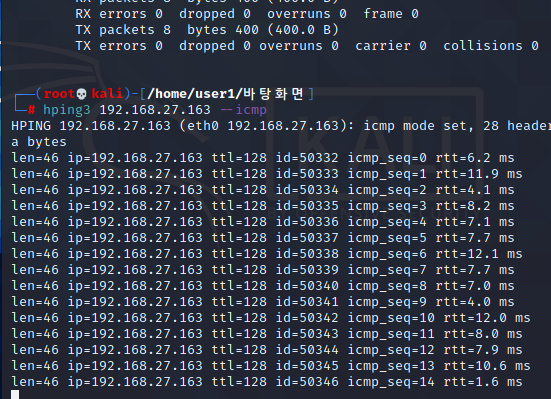 RX packets 8 bytes 400 (400.0 B)
RX errors 0  dropped 0  overruns 0  frame 0
TX packets 8  bytes 400 (400.0 B)
TX errors 0  dropped 0 overruns 0  carrier 0  collisions 0
┌──(root💀kali)-[/home/user1/바탕화면]
└─# hping3 192.168.27.163 --icmp
HPING 192.168.27.163 (eth0 192.168.27.163): icmp mode set, 28 header
a bytes
len=46 ip=192.168.27.163 ttl=128 id=50332 icmp_seq=0 rtt=6.2 ms
len=46 ip=192.168.27.163 ttl=128 id=50333 icmp_seq=1 rtt=11.9 ms
len=46 ip=192.168.27.163 ttl=128 id=50334 icmp_seq=2 rtt=4.1 ms
len=46 ip=192.168.27.163 ttl=128 id=50335 icmp_seq=3 rtt=8.2 ms
len=46 ip=192.168.27.163 ttl=128 id=50336 icmp_seq=4 rtt=7.1 ms
len=46 ip=192.168.27.163 ttl=128 id=50337 icmp_seq=5 rtt=7.7 ms
len=46 ip=192.168.27.163 ttl=128 id=50338 icmp_seq=6 rtt=12.1 ms
len=46 ip=192.168.27.163 ttl=128 id=50339 icmp_seq=7 rtt=7.7 ms
len=46 ip=192.168.27.163 ttl=128 id=50340 icmp_seq=8 rtt=7.0 ms
len=46 ip=192.168.27.163 ttl=128 id=50341 icmp_seq=9 rtt=4.0 ms
len=46 ip=192.168.27.163 ttl=128 id=50342 icmp_seq=10 rtt=12.0 ms
len=46 ip=192.168.27.163 ttl=128 id=50343 icmp_seq=11 rtt=8.0 ms
len=46 ip=192.168.27.163 ttl=128 id=50344 icmp_seq=12 rtt=7.9 ms
len=46 ip=192.168.27.163 ttl=128 id=50345 icmp_seq=13 rtt=10.6 ms
len=46 ip=192.168.27.163 ttl=128 id=50346 icmp_seq=14 rtt=1.6 ms